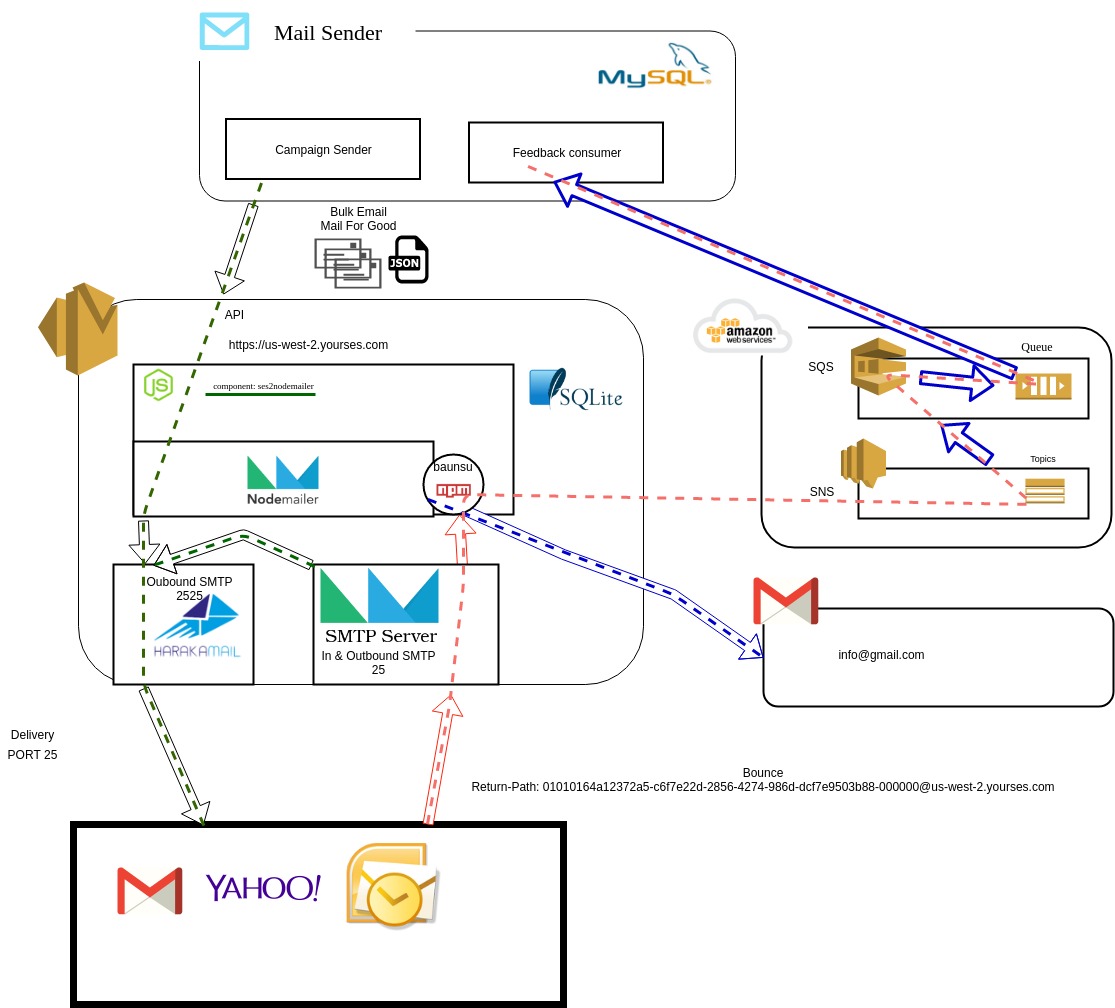 Mail Sender
MySQL
Campaign Sender
Feedback consumer
Bulk Email
Mail For Good
JSON
API
https://us-west-2.yourses.com
JS
component: ses2nodemailer
SQLite
Nodemailer
baunsu
npm
amazon
web services™
Queue
SQS
Topics
SNS
Oubound SMTP
2525
HARAKAMAIL
SMTP Server
In & Outbound SMTP
25
info@gmail.com
Delivery
PORT 25
Bounce
Return-Path: 01010164a12372a5-c6f7e22d-2856-4274-986d-dcf7e9503b88-000000@us-west-2.yourses.com
YAHOO!